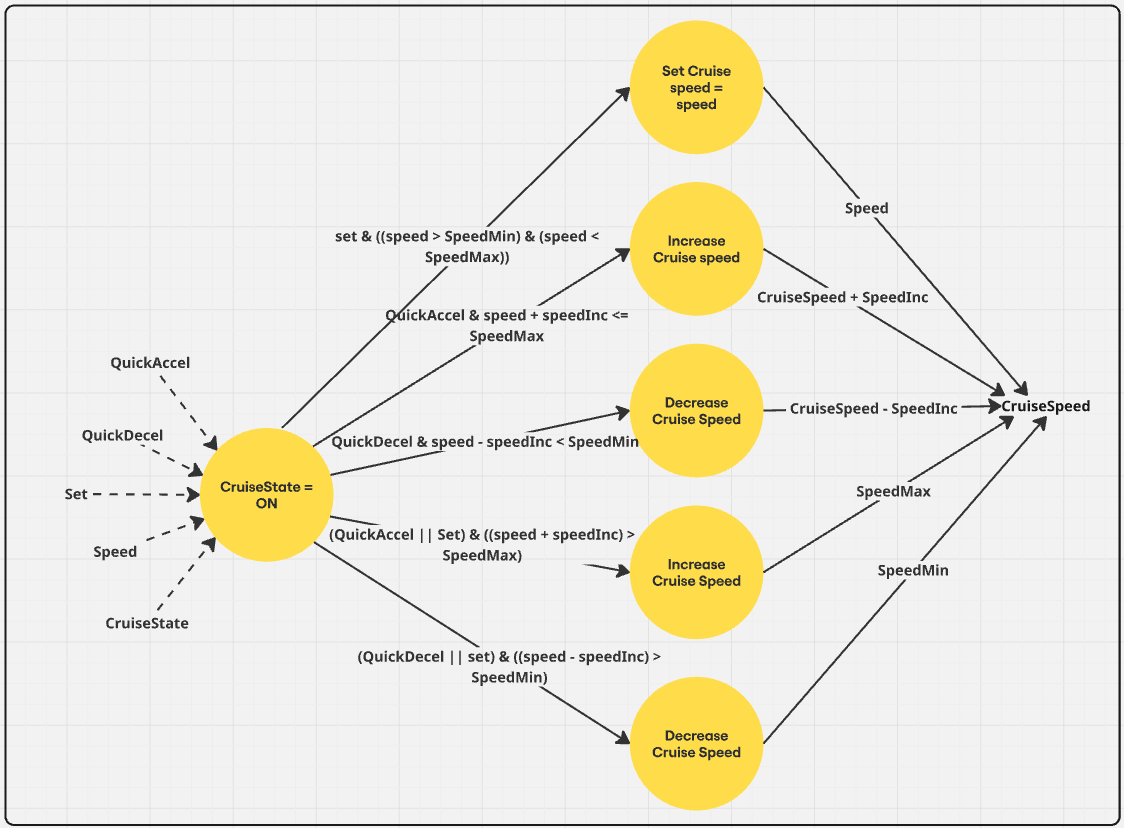 Set Cruise
speed =
speed
Speed
set & ((speed > SpeedMin) & (speed <
SpeedMax))
Increase
Cruise speed
CruiseSpeed + SpeedInc
QuickAccel & speed + speedInc <=
SpeedMax
QuickAccel
QuickDecel
Set
Speed
CruiseState
CruiseState =
ON
QuickDecel & speed - speedInc < SpeedMin
Decrease
Cruise Speed
CruiseSpeed - SpeedInc
CruiseSpeed
(QuickAccel || Set) & ((speed + speedInc) >
SpeedMax)
Increase
Cruise Speed
SpeedMax
(QuickDecel || set) & ((speed - speedInc) >
SpeedMin)
Decrease
Cruise Speed
SpeedMin